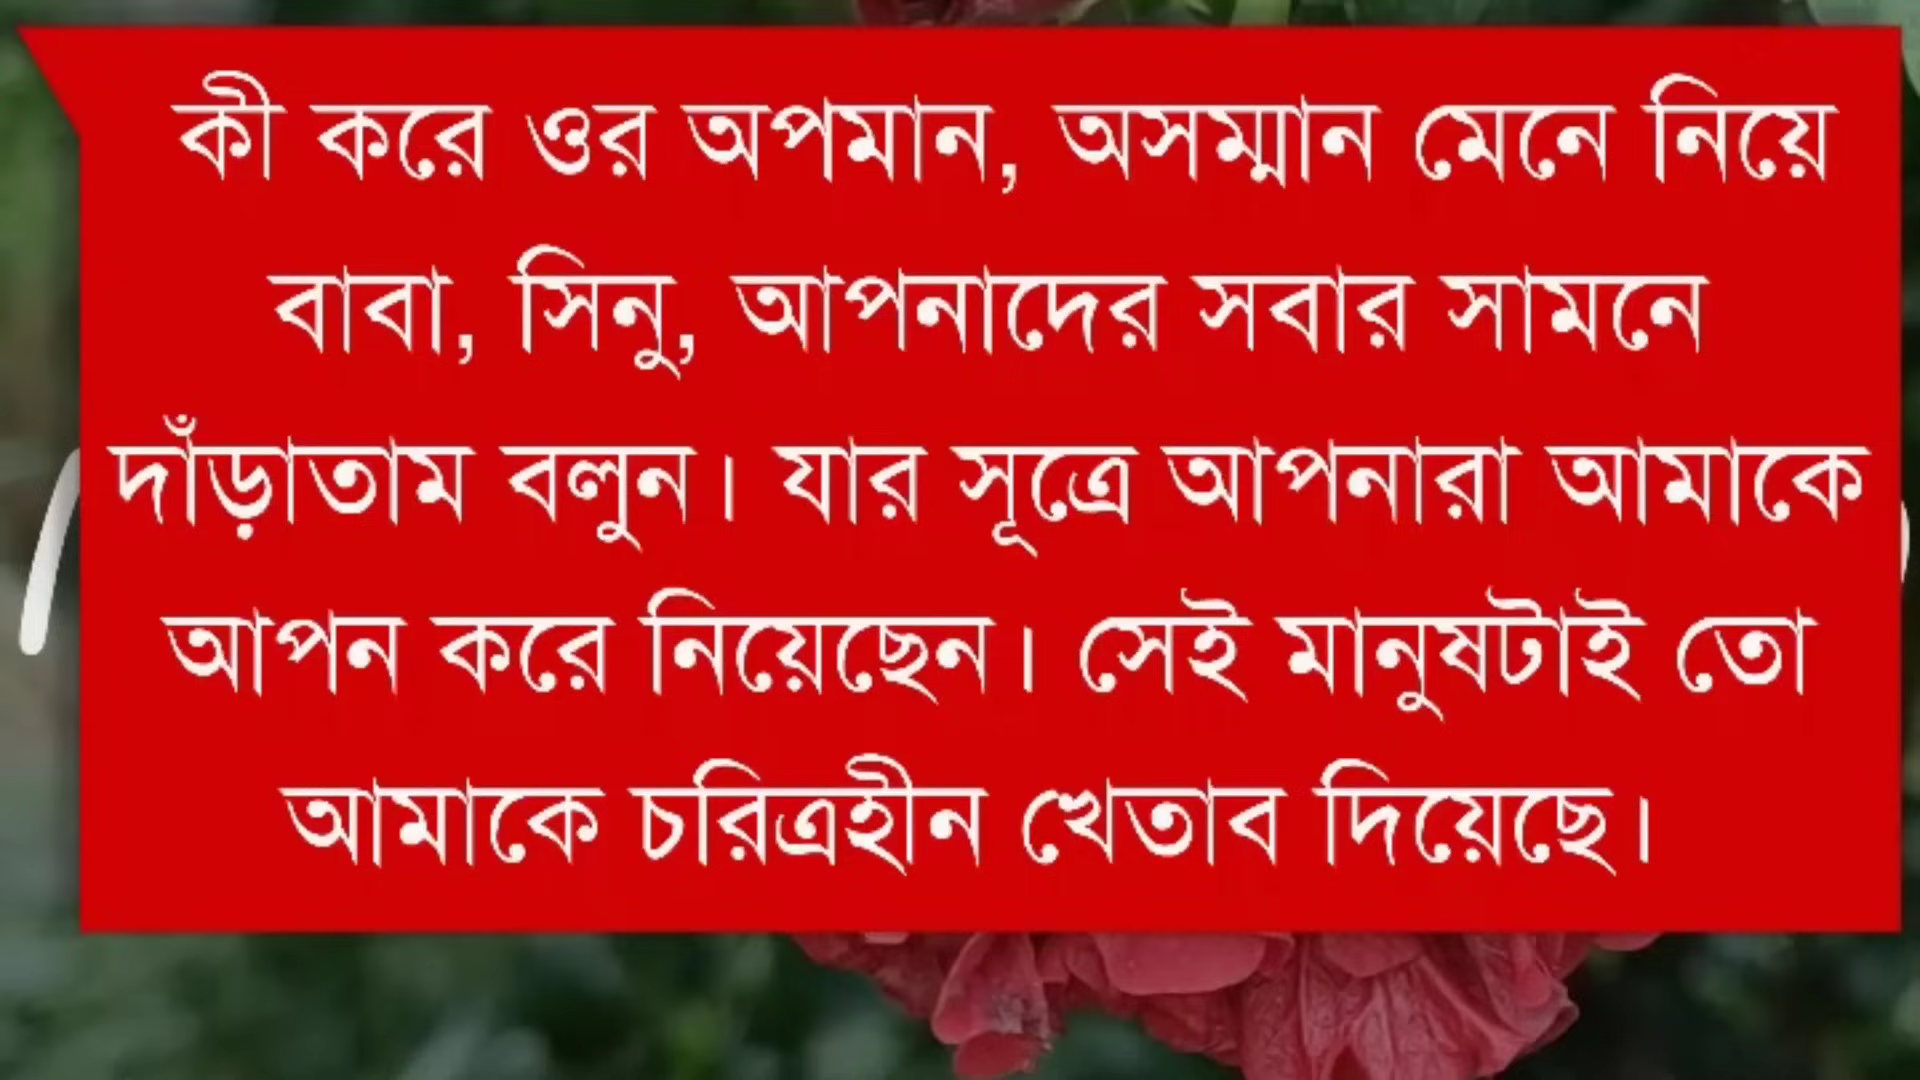 কী করে ওর অপমান, অসম্মান মেনে নিয়ে
বাবা, সিনু, আপনাদের সবার সামনে
দাঁড়াতাম বলুন। যার সূত্রে আপনারা আমাকে
আপন করে নিয়েছেন। সেই মানুষটাই তো
আমাকে চরিত্রহীন খেতাব দিয়েছে।